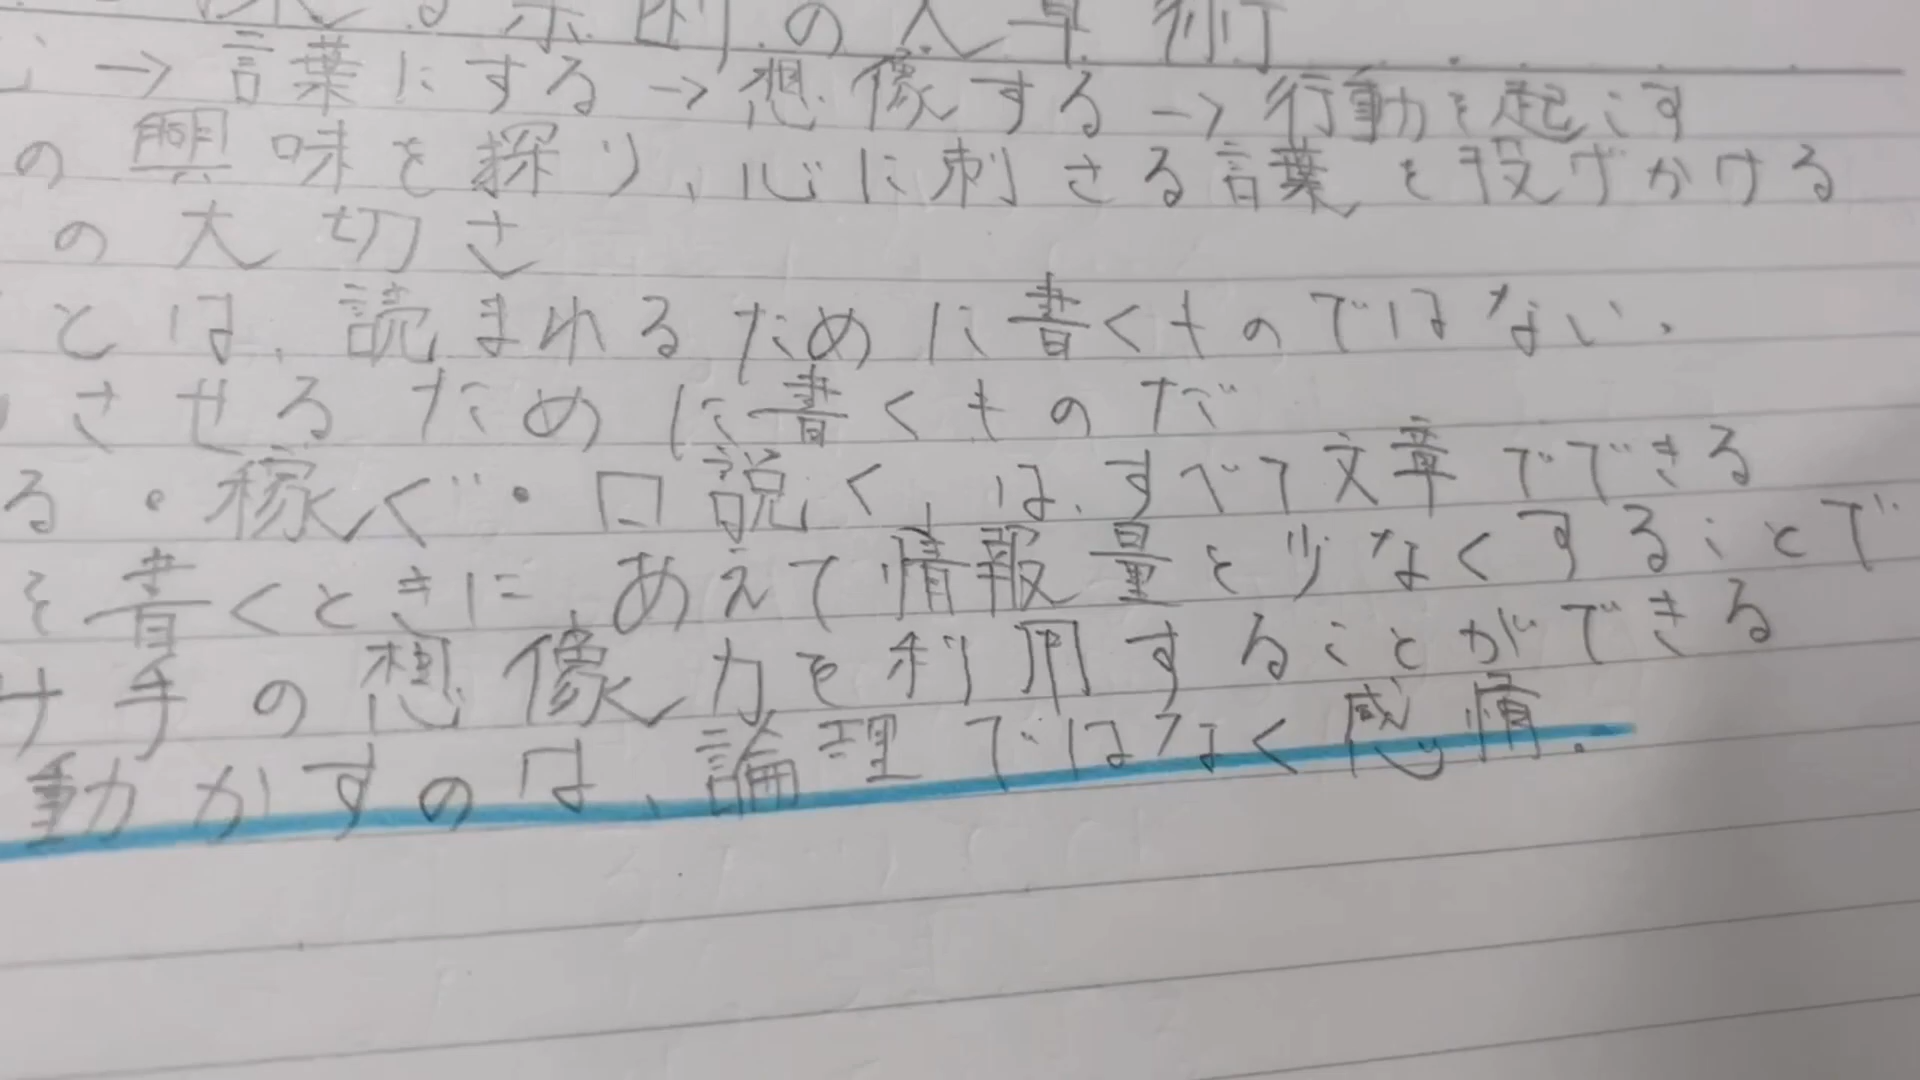 の文章術
→言葉にする→想像する→行動を起こす
の興味を探り、心に刺さる言葉を投げかける
の大切さ
とは、読まれるために書くものではない.
させるために書くものだ
る・稼ぐ・口説く,は、すべて文章でできる
を書くときに、あえて情報量を少なくすることで
け手の想像力を利用することができる
動かすのは、論理ではなく感情.